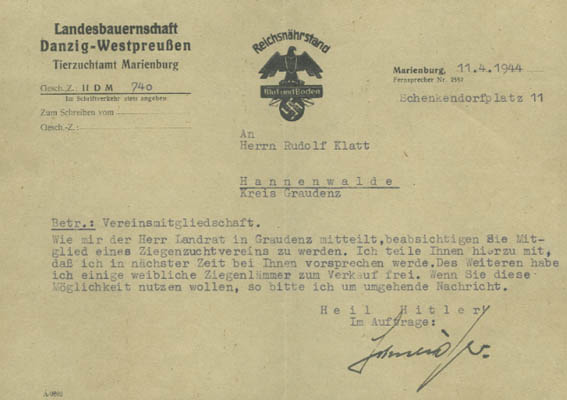 Landesbauernschaft
Danzig-Westpreußen
Tierzuchtamt Marienburg
Gesch.Z.: II D M 740
Im Schriftverkehr stets angeben
Zum Schreiben vom
Gesch.-Z.:
Reichsnährstand
Blut und Boden
Marienburg, 11.4.1944
Fernsprecher Nr. 2551
Schenkendorfplatz 11
An
Herrn Rudolf Klatt
Hannenwalde
Kreis Graudenz
Betr.: Vereinsmitgliedschaft.
Wie mir der Herr Landrat in Graudenz mitteilt,beabsichtigen Sie Mit-
glied eines Ziegenzuchtvereins zu werden. Ich teile Ihnen hierzu mit,
daß ich in nächster Zeit bei Ihnen vorsprechen werde.Des Weiteren habe
ich einige weibliche Ziegenlämmer zum Verkauf frei. Wenn Sie diese
Möglichkeit nutzen wollen, so bitte ich um umgehende Nachricht.
Heil Hitler
Im Auftrage: